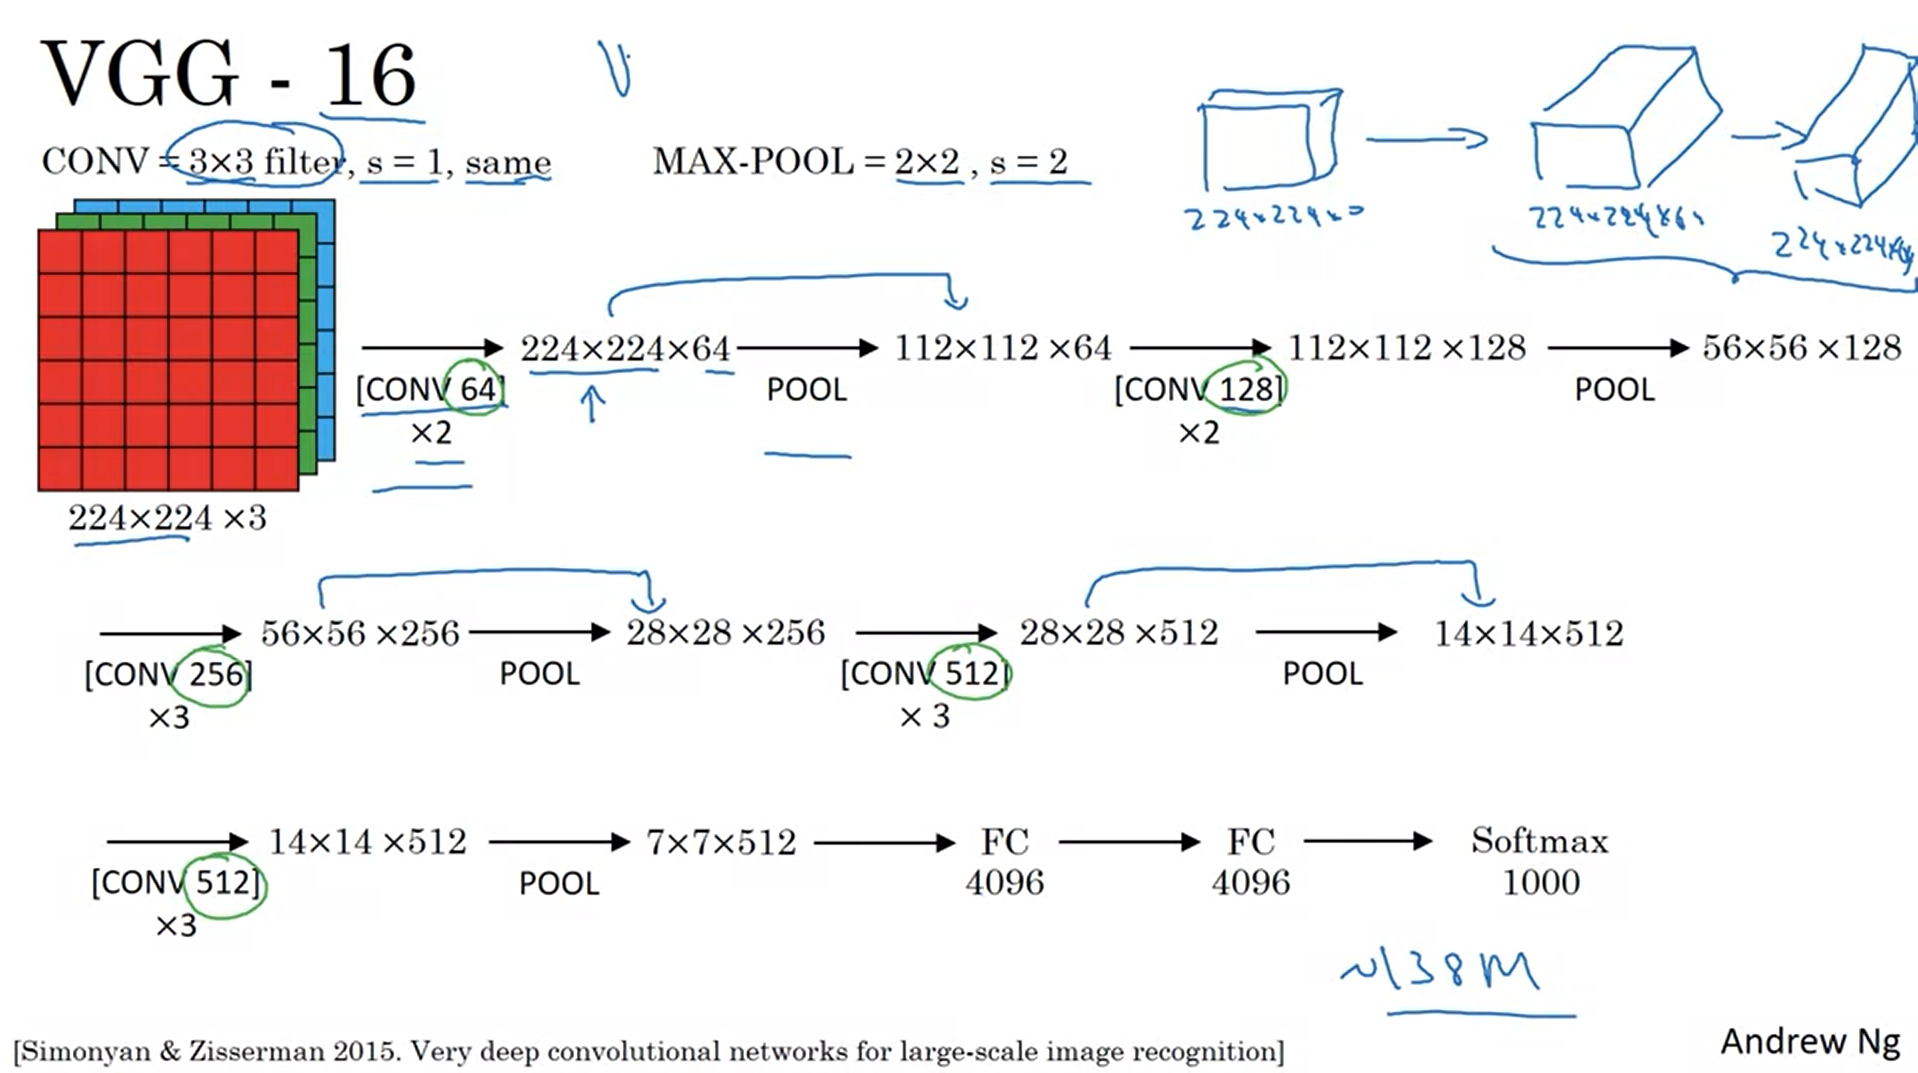 VGG - 16
CONV = 3×3 filter, s = 1, same
MAX-POOL = 2×2 , s = 2
224×224×
224×224×6
224×224×64
224×224 ×3
[CONV 64]
×2
224×224×64
POOL
112×112 ×64
[CONV 128]
×2
112×112 ×128
POOL
56×56 ×128
[CONV 256]
×3
56×56 ×256
POOL
28×28 ×256
[CONV 512]
× 3
28×28 ×512
POOL
14×14×512
[CONV 512]
×3
14×14 ×512
POOL
7×7×512
FC
4096
FC
4096
Softmax
1000
~138M
[Simonyan & Zisserman 2015. Very deep convolutional networks for large-scale image recognition]
Andrew Ng